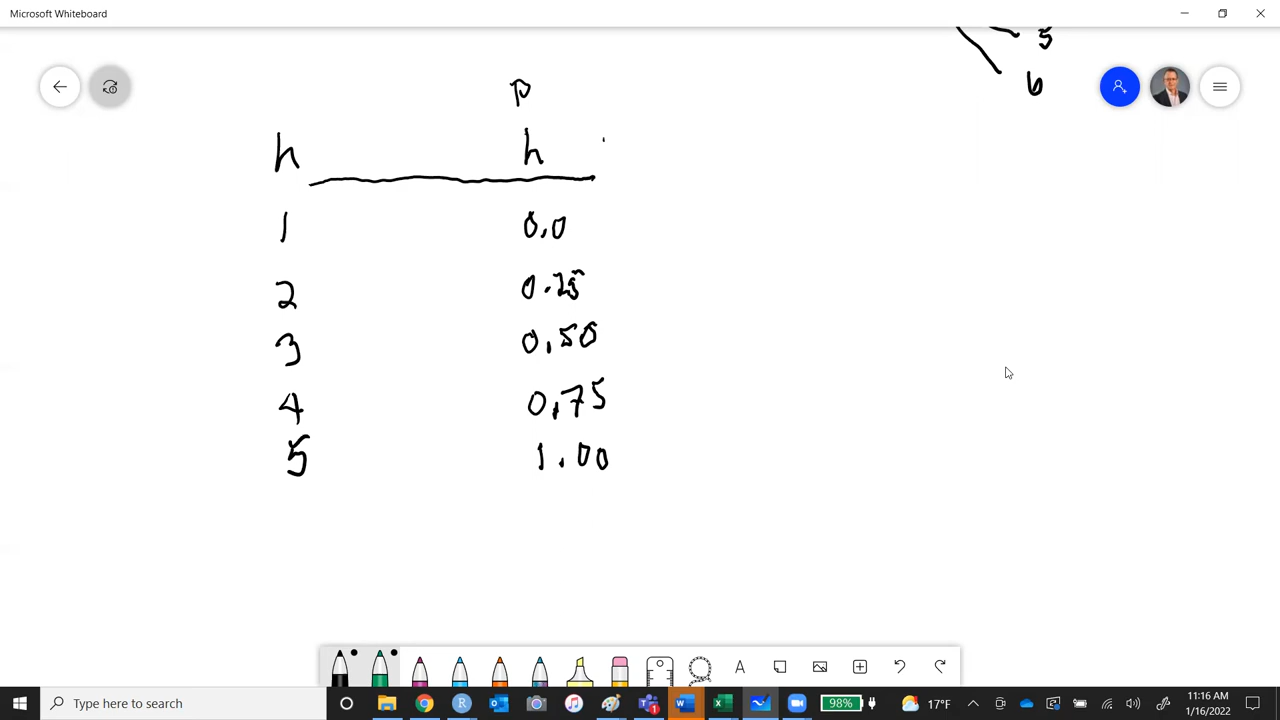 Microsoft Whiteboard
5
6
p
h h
1 0.0
2 0.25
3 0.50
4 0.75
5 1.00
A
Type here to search
98%
17°F
11:16 AM
1/16/2022